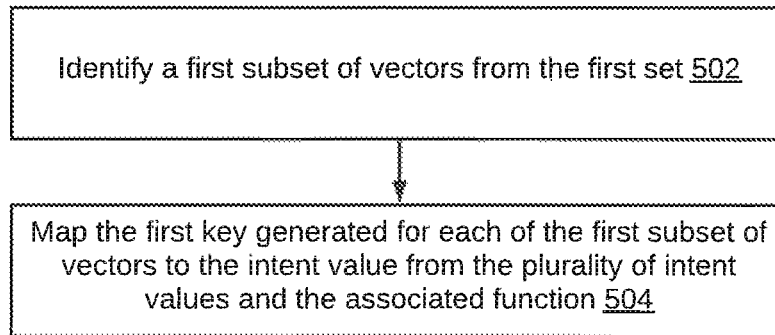 Identify a first subset of vectors from the first set 502
Map the first key generated for each of the first subset of
vectors to the intent value from the plurality of intent
values and the associated function 504